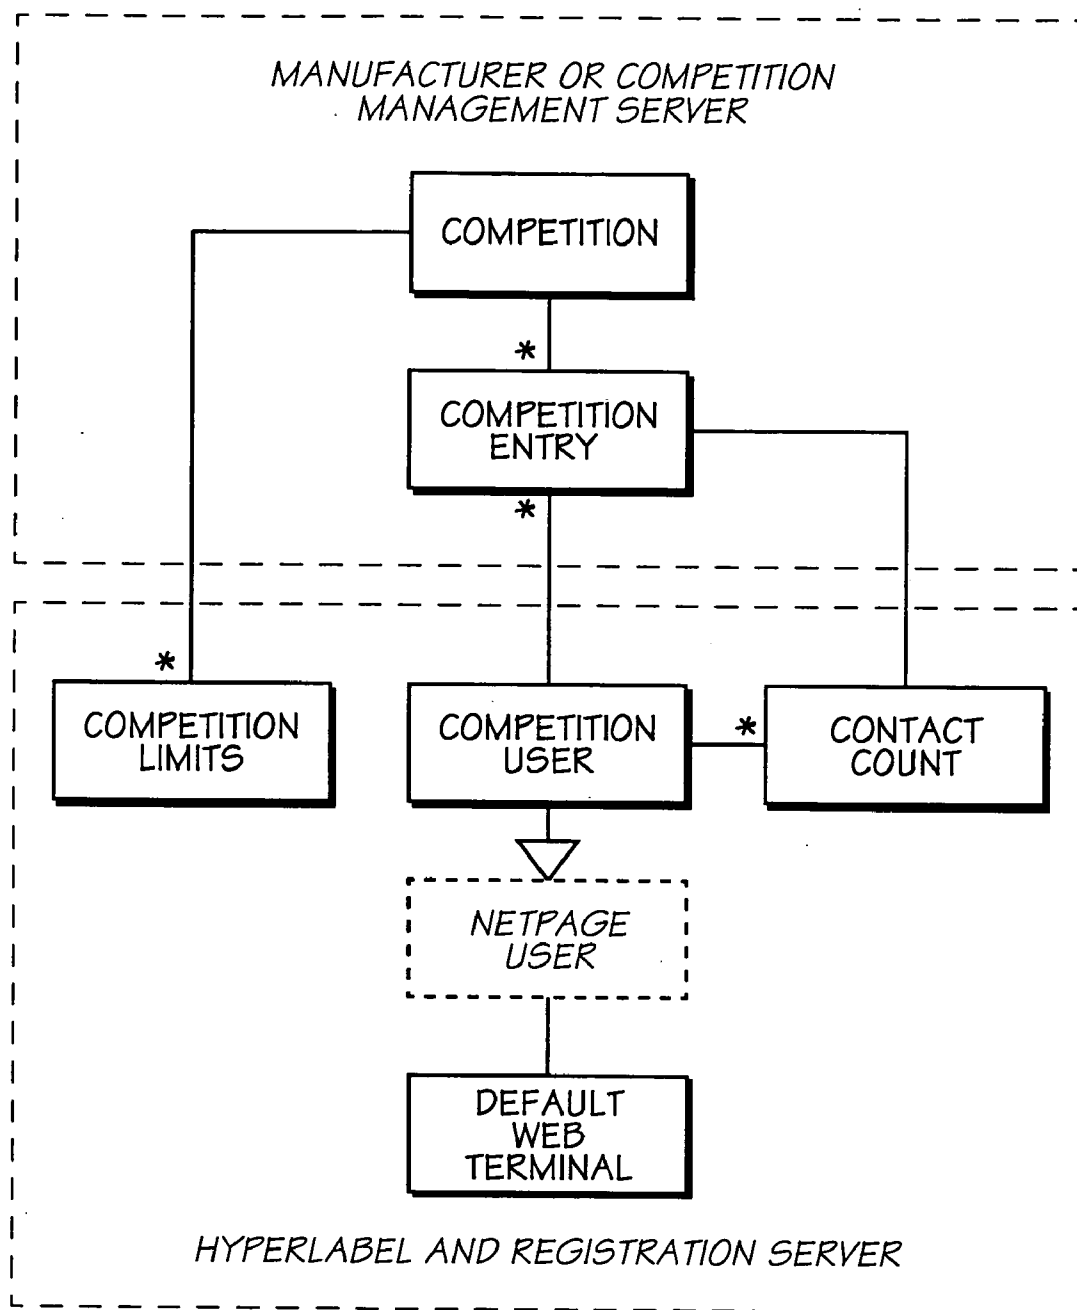 MANUFACTURER OR COMPETITION
MANAGEMENT SERVER
COMPETITION
*
COMPETITION
ENTRY
*
*
COMPETITION
LIMITS
COMPETITION
USER
*
CONTACT
COUNT
NETPAGE
USER
DEFAULT
WEB
TERMINAL
HYPERLABEL AND REGISTRATION SERVER